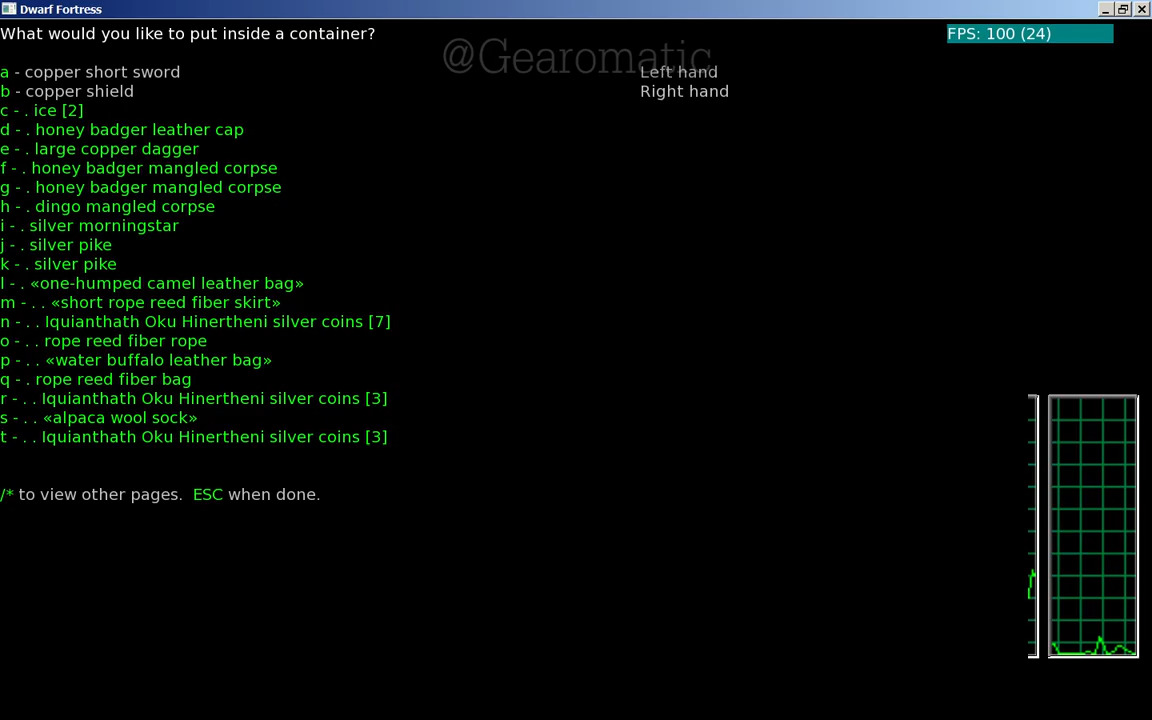 Dwarf Fortress
What would you like to put inside a container?
FPS: 100 (24)
@Gearomatic
a - copper short sword Left hand
b - copper shield Right hand
c - . ice [2]
d - . honey badger leather cap
e - . large copper dagger
f - . honey badger mangled corpse
g - . honey badger mangled corpse
h - . dingo mangled corpse
i - . silver morningstar
j - . silver pike
k - . silver pike
l - . «one-humped camel leather bag»
m - . . «short rope reed fiber skirt»
n - . . Iquianthath Oku Hinertheni silver coins [7]
o - . . rope reed fiber rope
p - . . «water buffalo leather bag»
q - . rope reed fiber bag
r - . . Iquianthath Oku Hinertheni silver coins [3]
s - . . «alpaca wool sock»
t - . . Iquianthath Oku Hinertheni silver coins [3]
/* to view other pages. ESC when done.